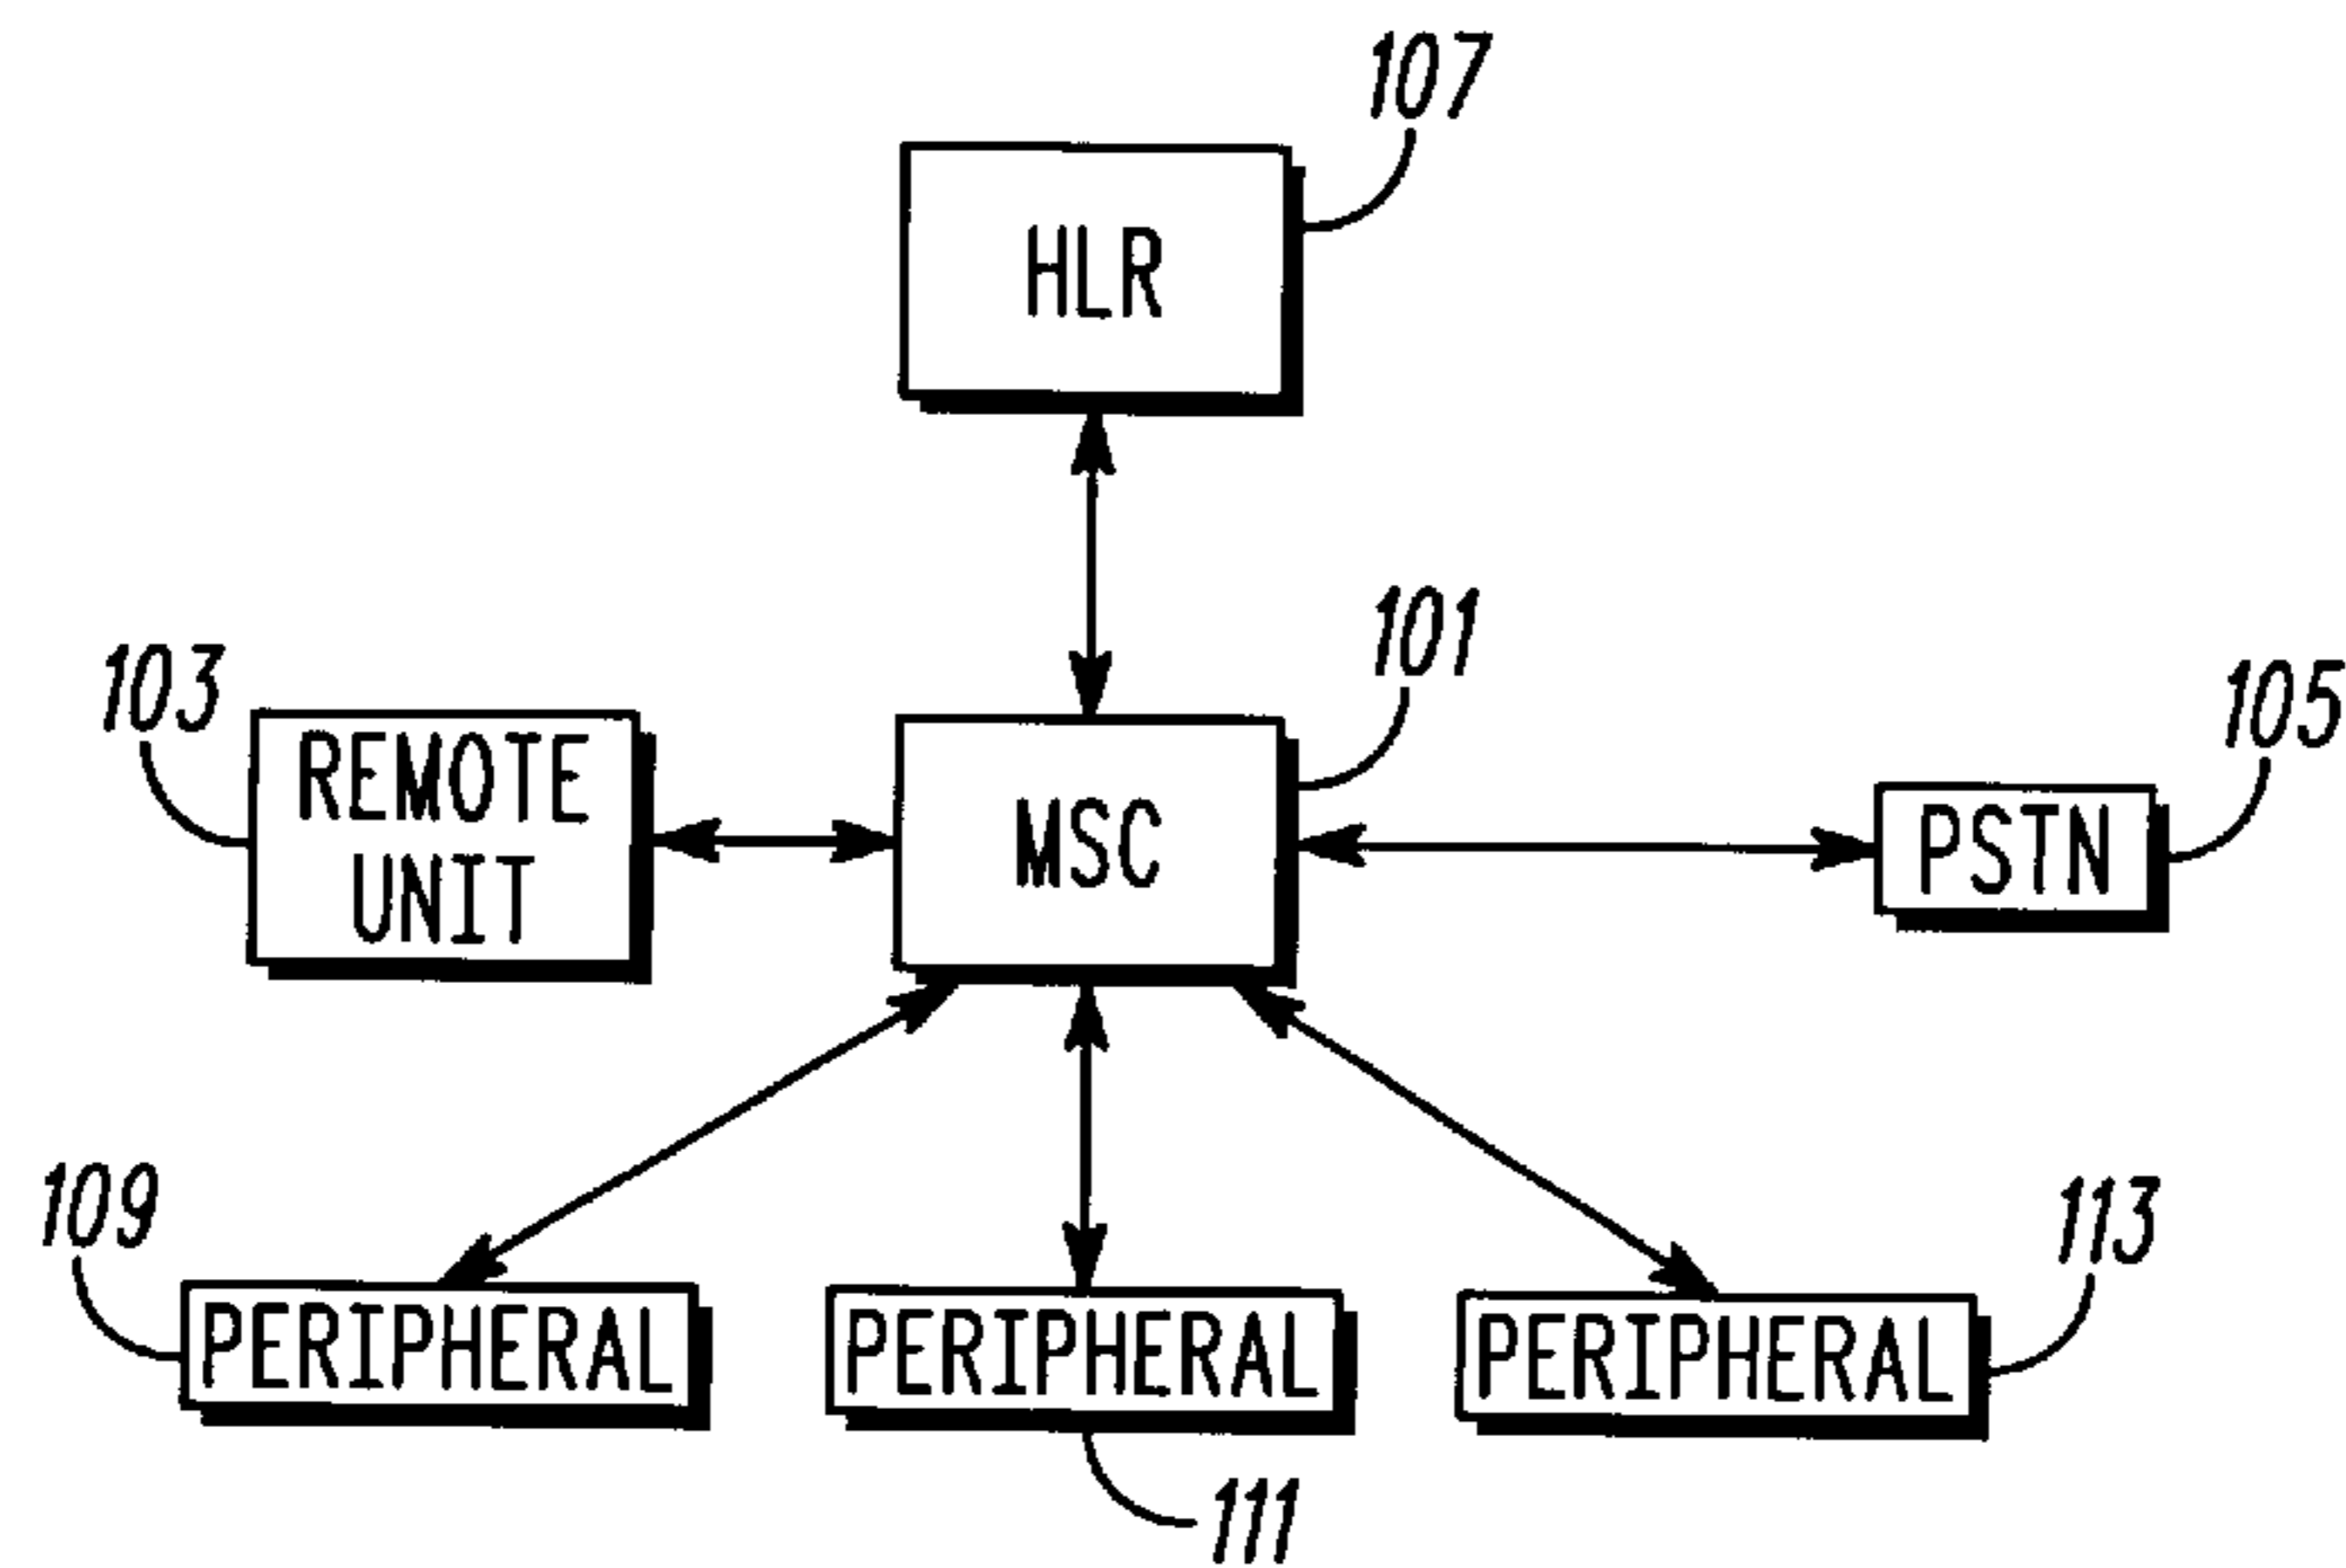 107
HLR
101
103
105
REMOTE
UNIT
MSC
PSTN
109
113
PERIPHERAL
PERIPHERAL
PERIPHERAL
111